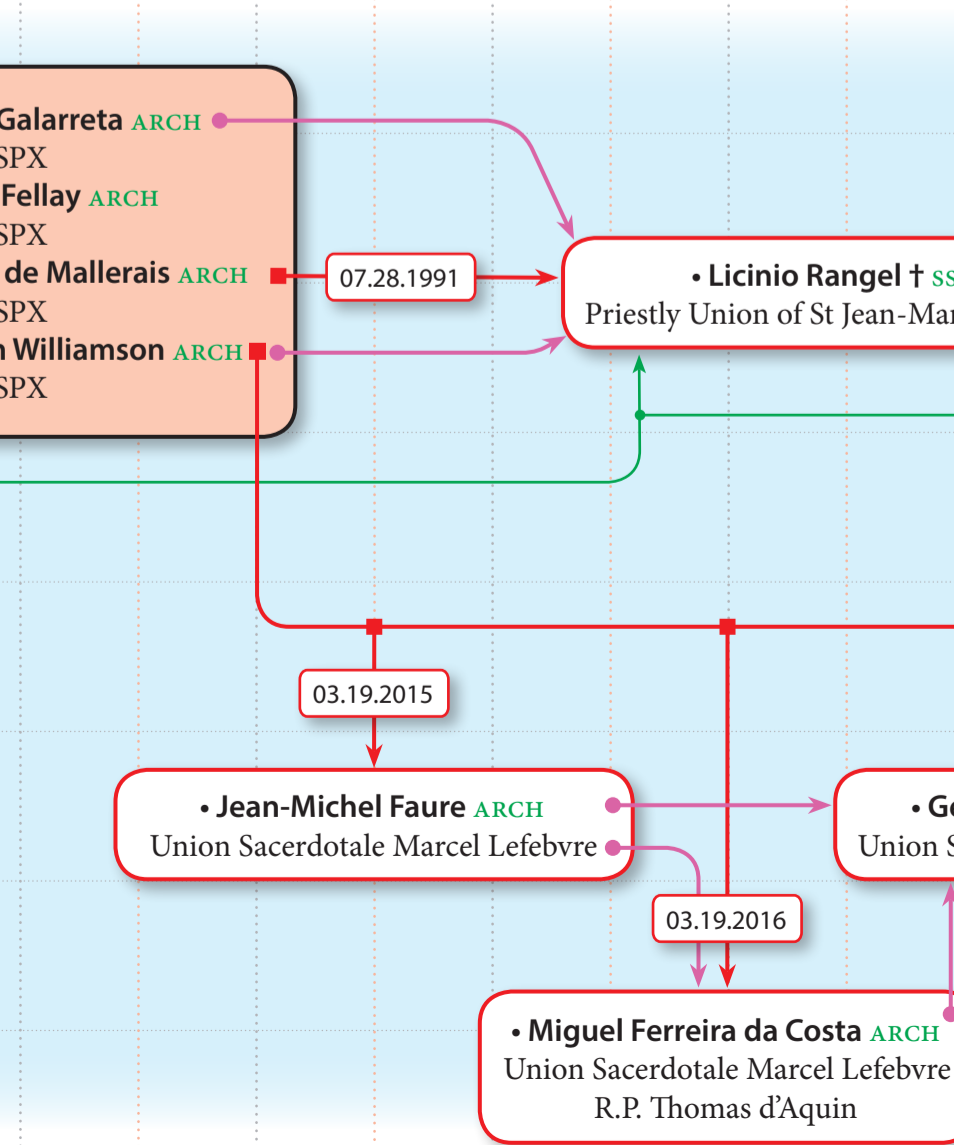 Galarreta ARCH
SPX
Fellay ARCH
SPX
de Mallerais ARCH
SPX
Williamson ARCH
SPX
07.28.1991
• Licinio Rangel †
Priestly Union of St
03.19.2015
• Jean-Michel Faure ARCH
Union Sacerdotale Marcel Lefebvre
•
Union
03.19.2016
• Miguel Ferreira da Costa ARCH
Union Sacerdotale Marcel Lefebvre
R.P. Thomas d'Aquin